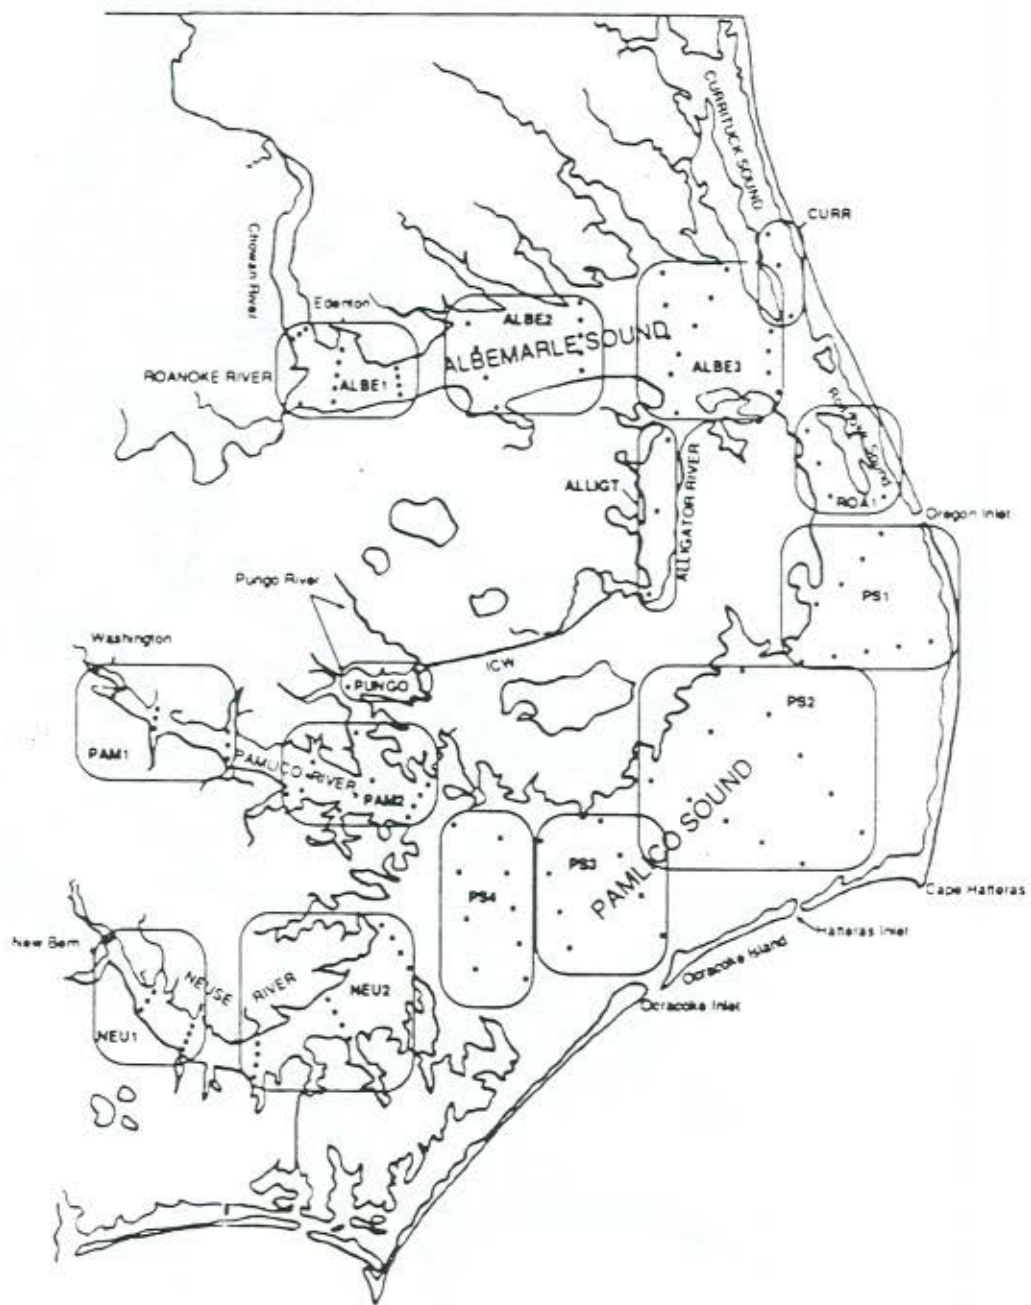 CURRITUCK SOUND
CURR
Chowan River
Edenton
ALBE2
ALBEMARLE SOUND
ROANOKE RIVER
ALBE1
ALBE3
ALLIGT
ALLIGATOR RIVER
ROA1
Oregon Inlet
Pungo River
PS1
Washington
ICW
PUNGO
PS2
PAM1
PAMLICO RIVER
PAM2
PAMLICO SOUND
PS3
PS4
Cape Hatteras
Hatteras Inlet
New Bern
Ocracoke Island
NEUSE RIVER
NEU2
Ocracoke Inlet
NEU1